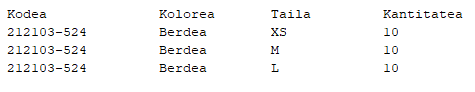 Kodea Kolorea Taila Kantitatea
212103-524 Berdea XS 10
212103-524 Berdea M 10
212103-524 Berdea L 10